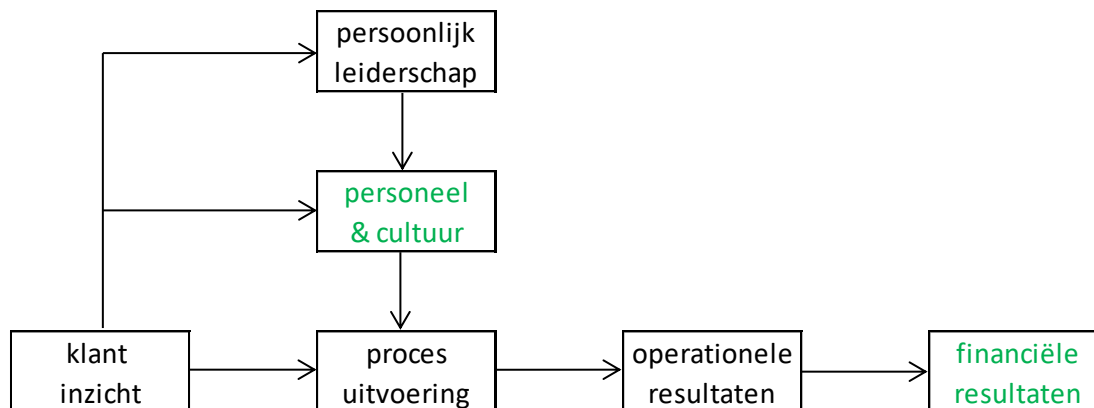 persoonlijk
leiderschap
personeel
& cultuur
klant
inzicht
proces
uitvoering
operationele
resultaten
financiële
resultaten